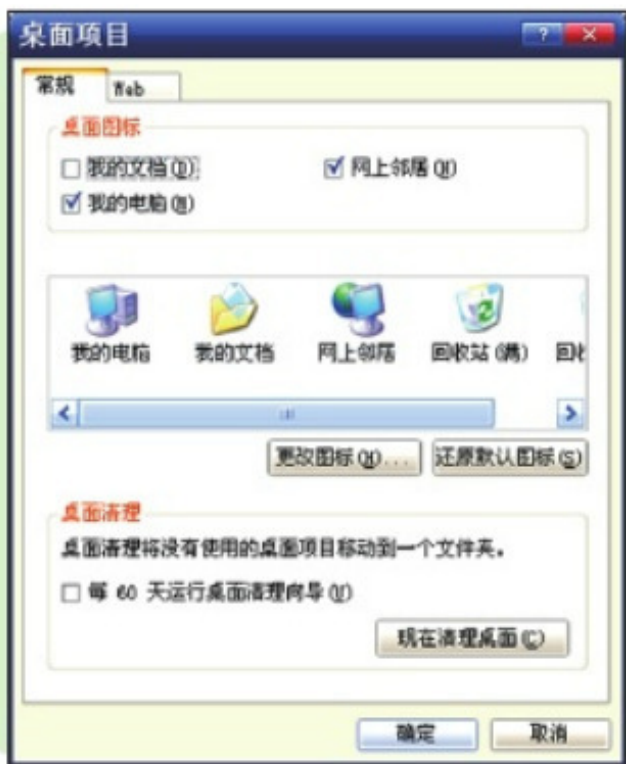 桌面项目
常规 Web
桌面图标
我的文档(D) 网上邻居(N)
我的电脑(M)
我的电脑 我的文档 网上邻居 回收站(满)
更改图标(H)... 还原默认图标(S)
桌面清理
桌面清理将没有使用的桌面项目移动到一个文件夹。
每 60 天运行桌面清理向导(U)
现在清理桌面(C)
确定 取消